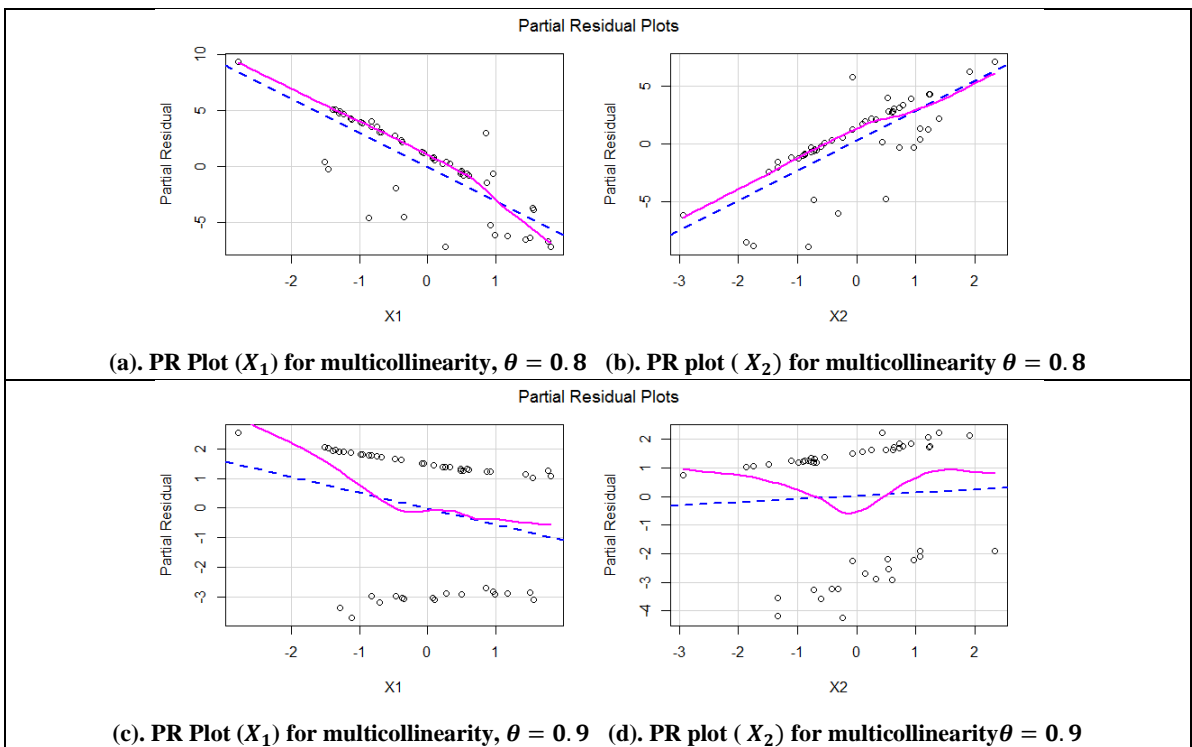 Partial Residual Plots
Partial Residual
10
5
0
-5
-2 -1 0 1
X1
Partial Residual
5
0
-5
-3 -2 -1 0 1 2
X2
(a). PR Plot (X₁) for multicollinearity, θ = 0.8 (b). PR plot ( X₂) for multicollinearity θ = 0.8
Partial Residual Plots
Partial Residual
2
1
0
-1
-2
-3
-2 -1 0 1
X1
Partial Residual
2
1
0
-1
-2
-3
-4
-3 -2 -1 0 1 2
X2
(c). PR Plot (X₁) for multicollinearity, θ = 0.9 (d). PR plot ( X₂) for multicollinearityθ = 0.9